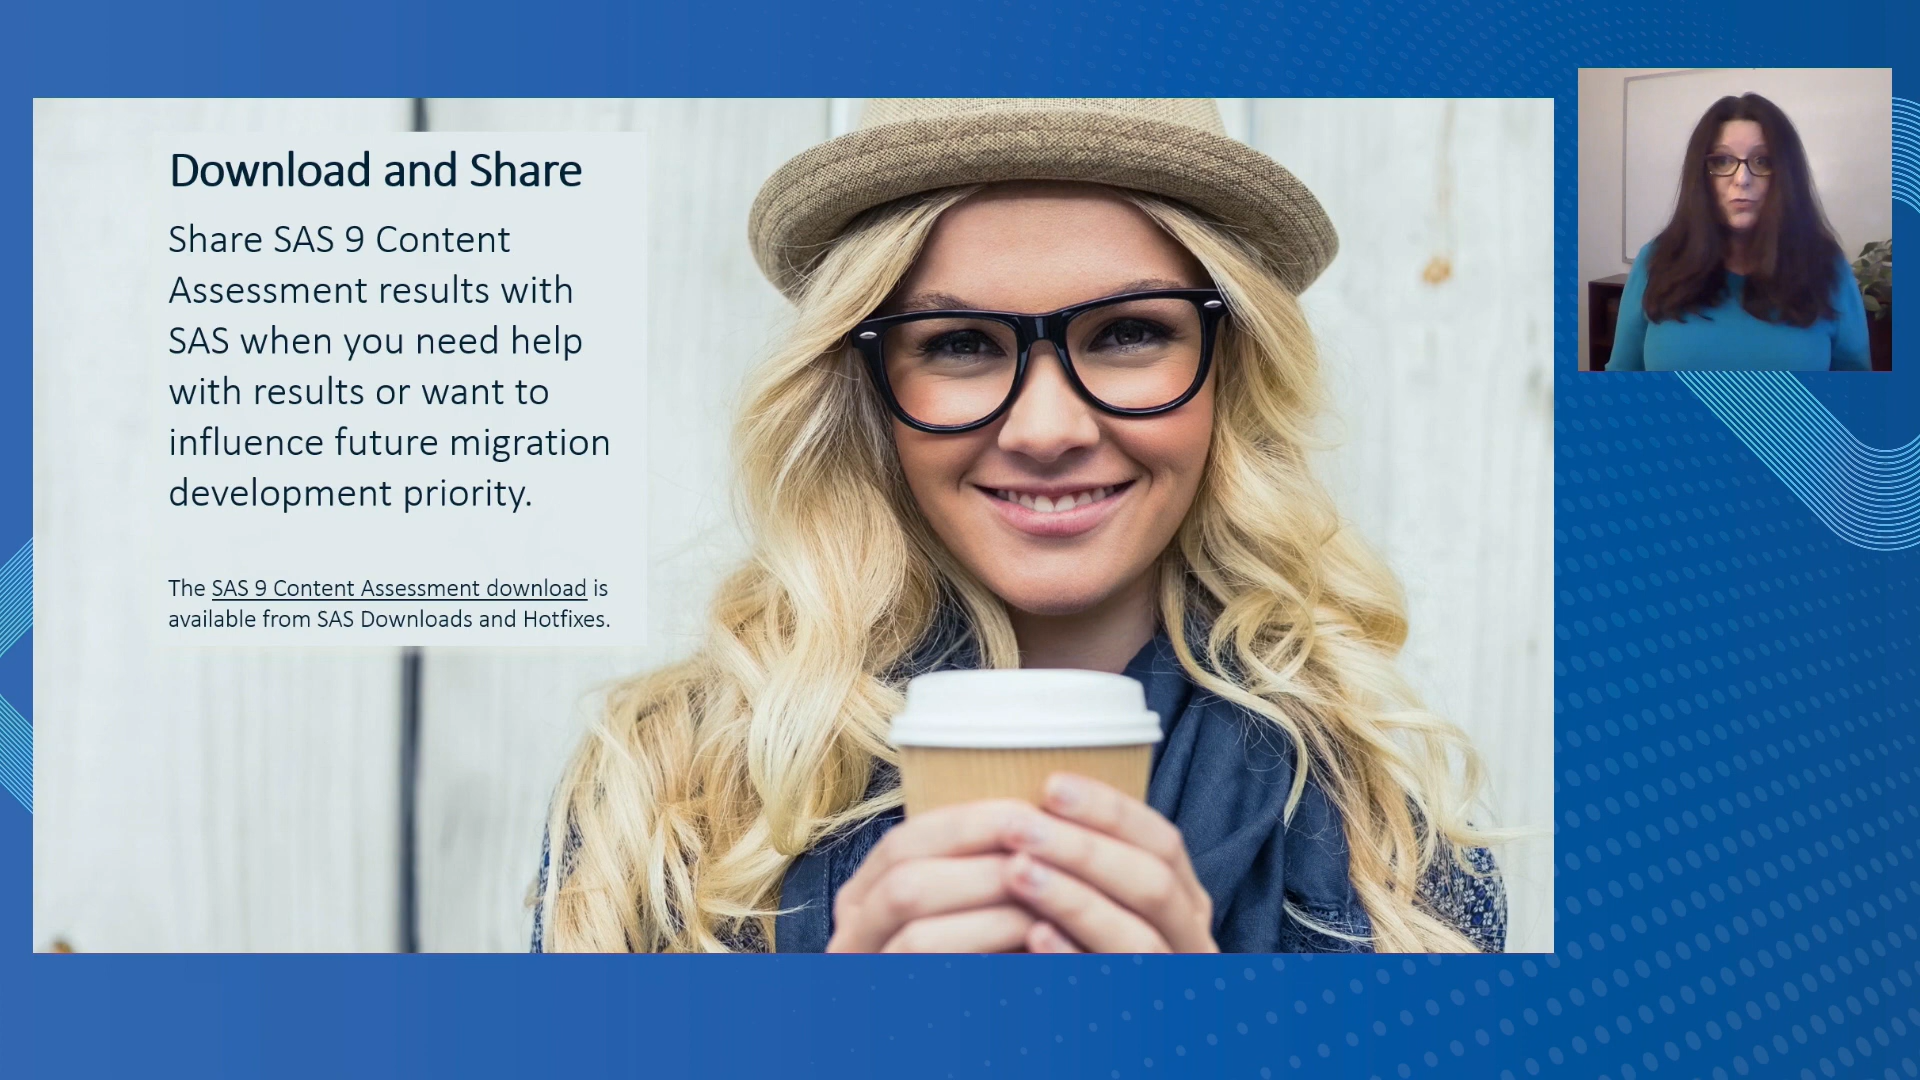 Download and Share
Share SAS 9 Content
Assessment results with
SAS when you need help
with results or want to
influence future migration
development priority.
The SAS 9 Content Assessment download is
available from SAS Downloads and Hotfixes.